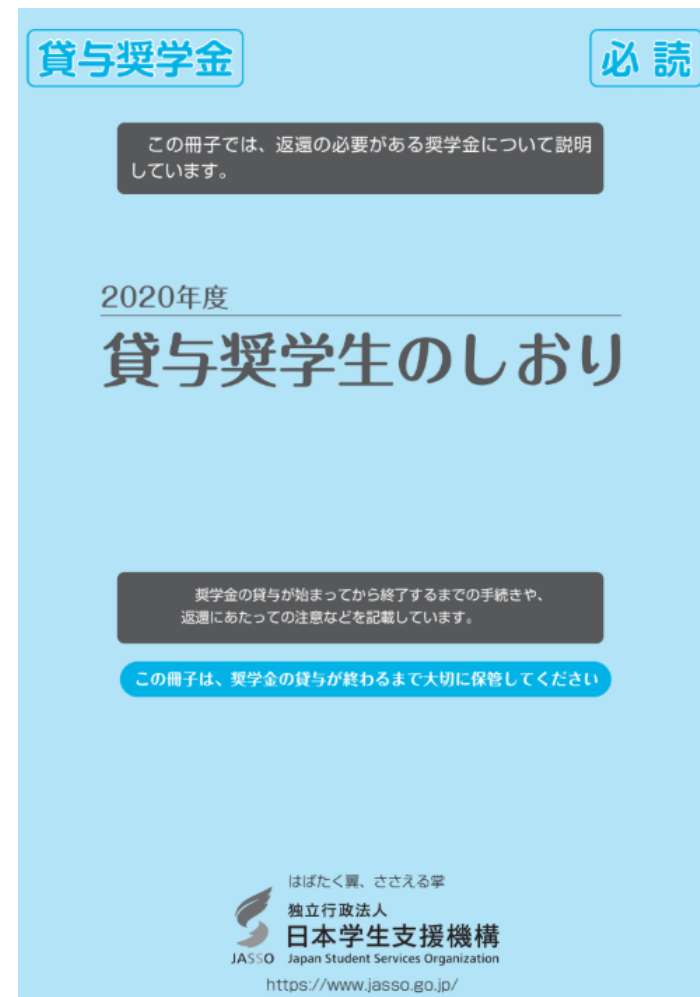 貸与奨学金
必読
この冊子では、返還の必要がある奨学金について説明
しています。
2020年度
貸与奨学生のしおり
奨学金の貸与が始まってから終了するまでの手続きや、
返還にあたっての注意などを記載しています。
この冊子は、奨学金の貸与が終わるまで大切に保管してください
はばたく翼、ささえる掌
独立行政法人
日本学生支援機構
JASSO Japan Student Services Organization
https://www.jasso.go.jp/